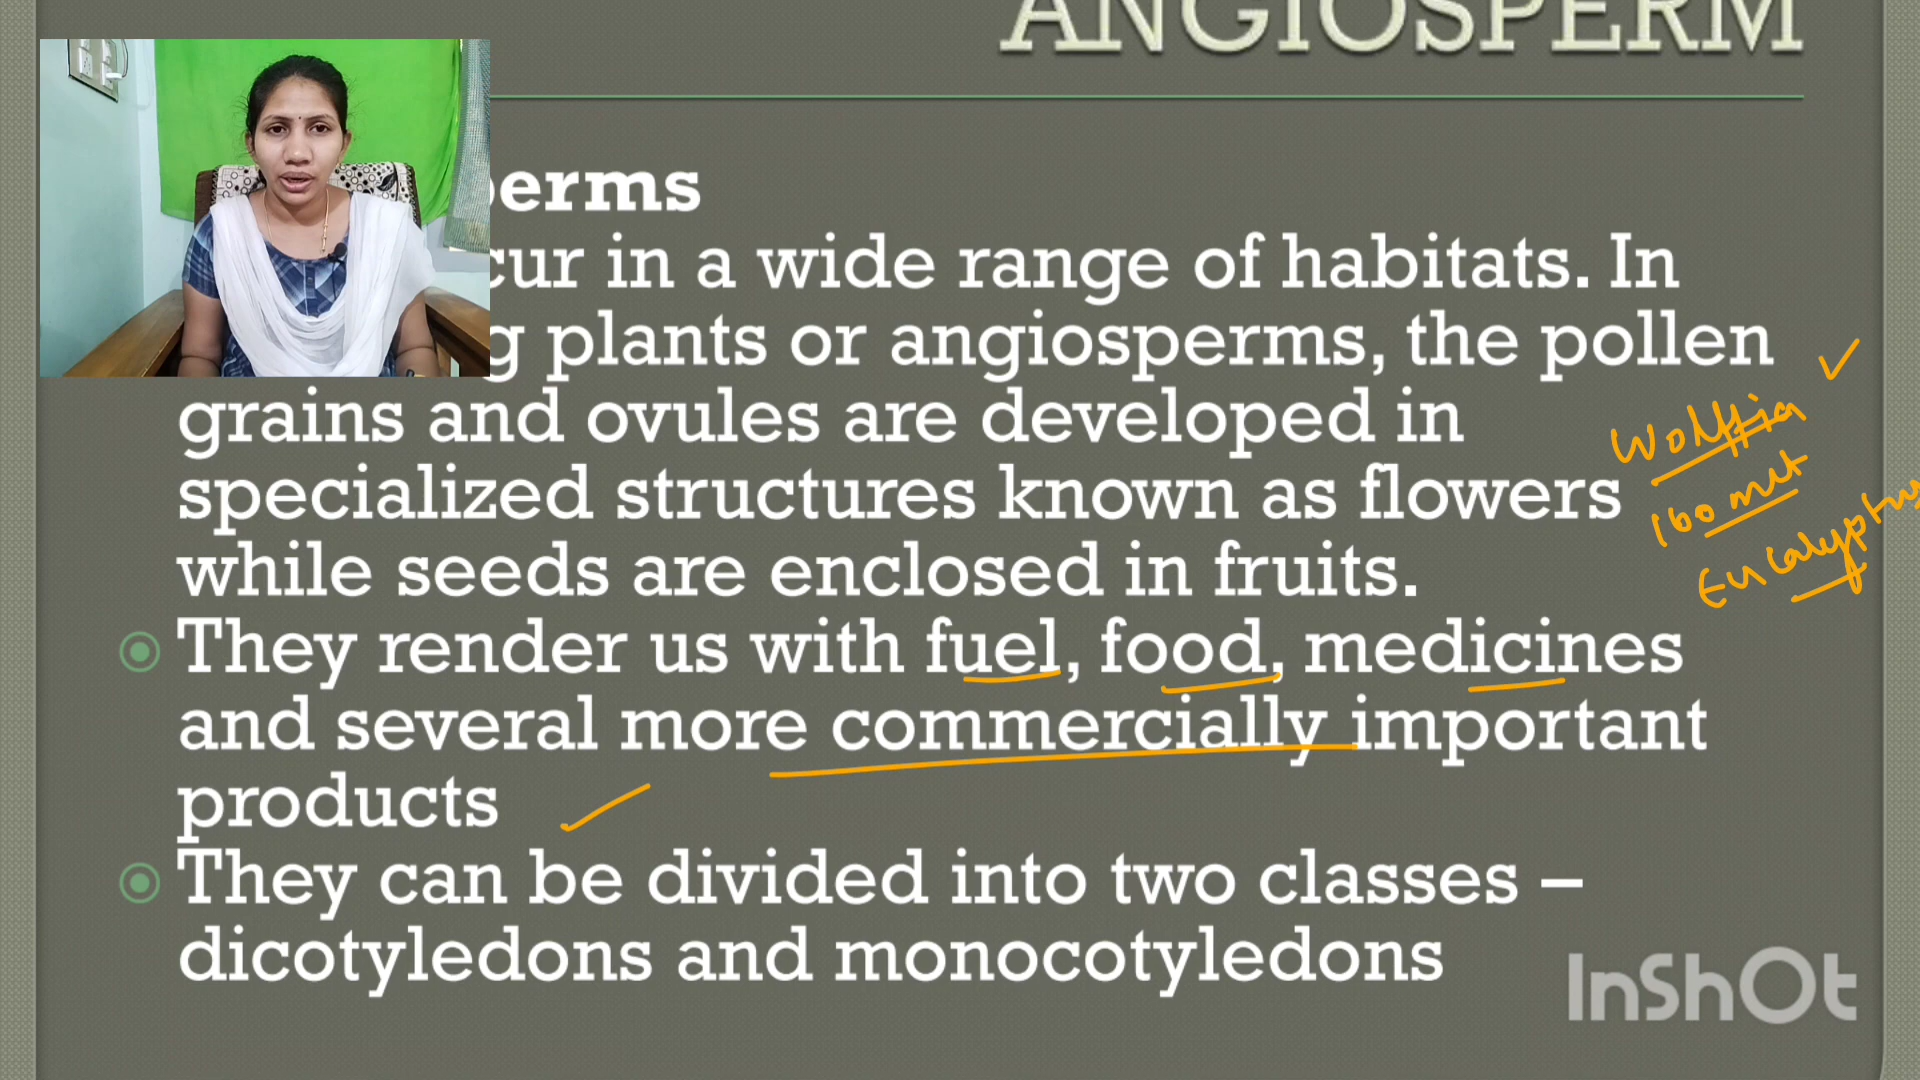 ANGIOSPERM
perms
cur in a wide range of habitats. In
g plants or angiosperms, the pollen
grains and ovules are developed in
Wolffia
specialized structures known as flowers
160 met
while seeds are enclosed in fruits.
Eucalyptus
They render us with fuel, food, medicines
and several more commercially important
products
They can be divided into two classes –
dicotyledons and monocotyledons
InShOt